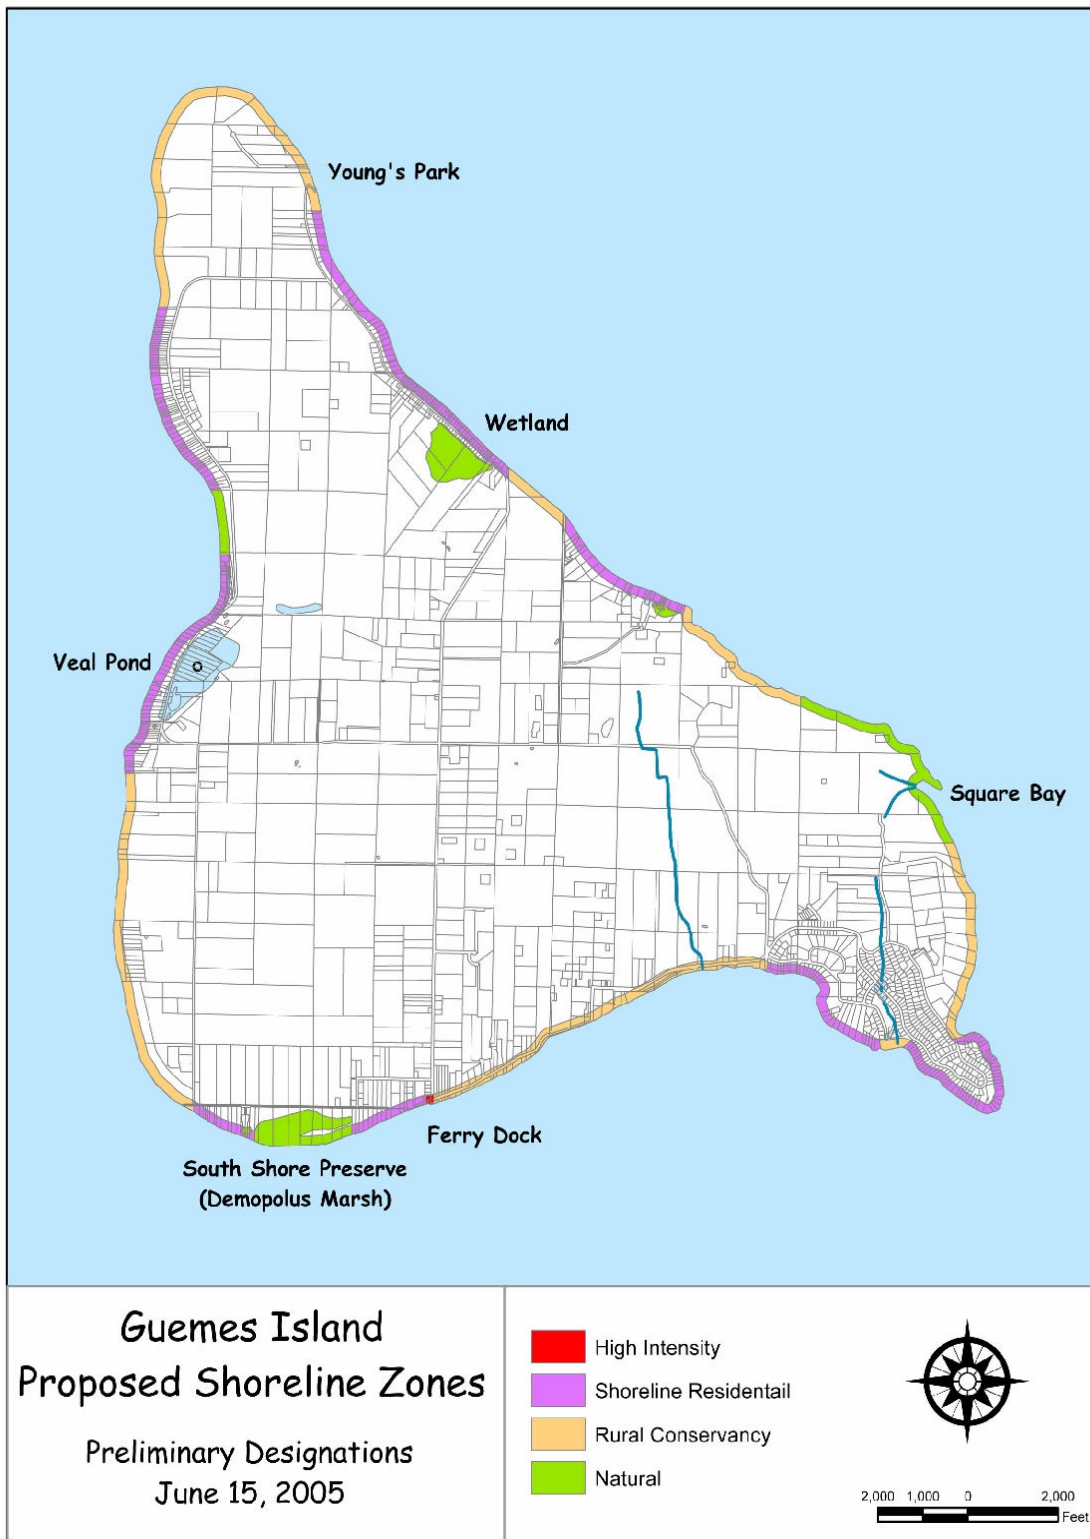 Young's Park
Wetland
Veal Pond
Square Bay
Ferry Dock
South Shore Preserve
(Demopolus Marsh)
Guemes Island
Proposed Shoreline Zones
Preliminary Designations
June 15, 2005
High Intensity
Shoreline Residentail
Rural Conservancy
Natural
2,000 1,000 0 2,000
Feet